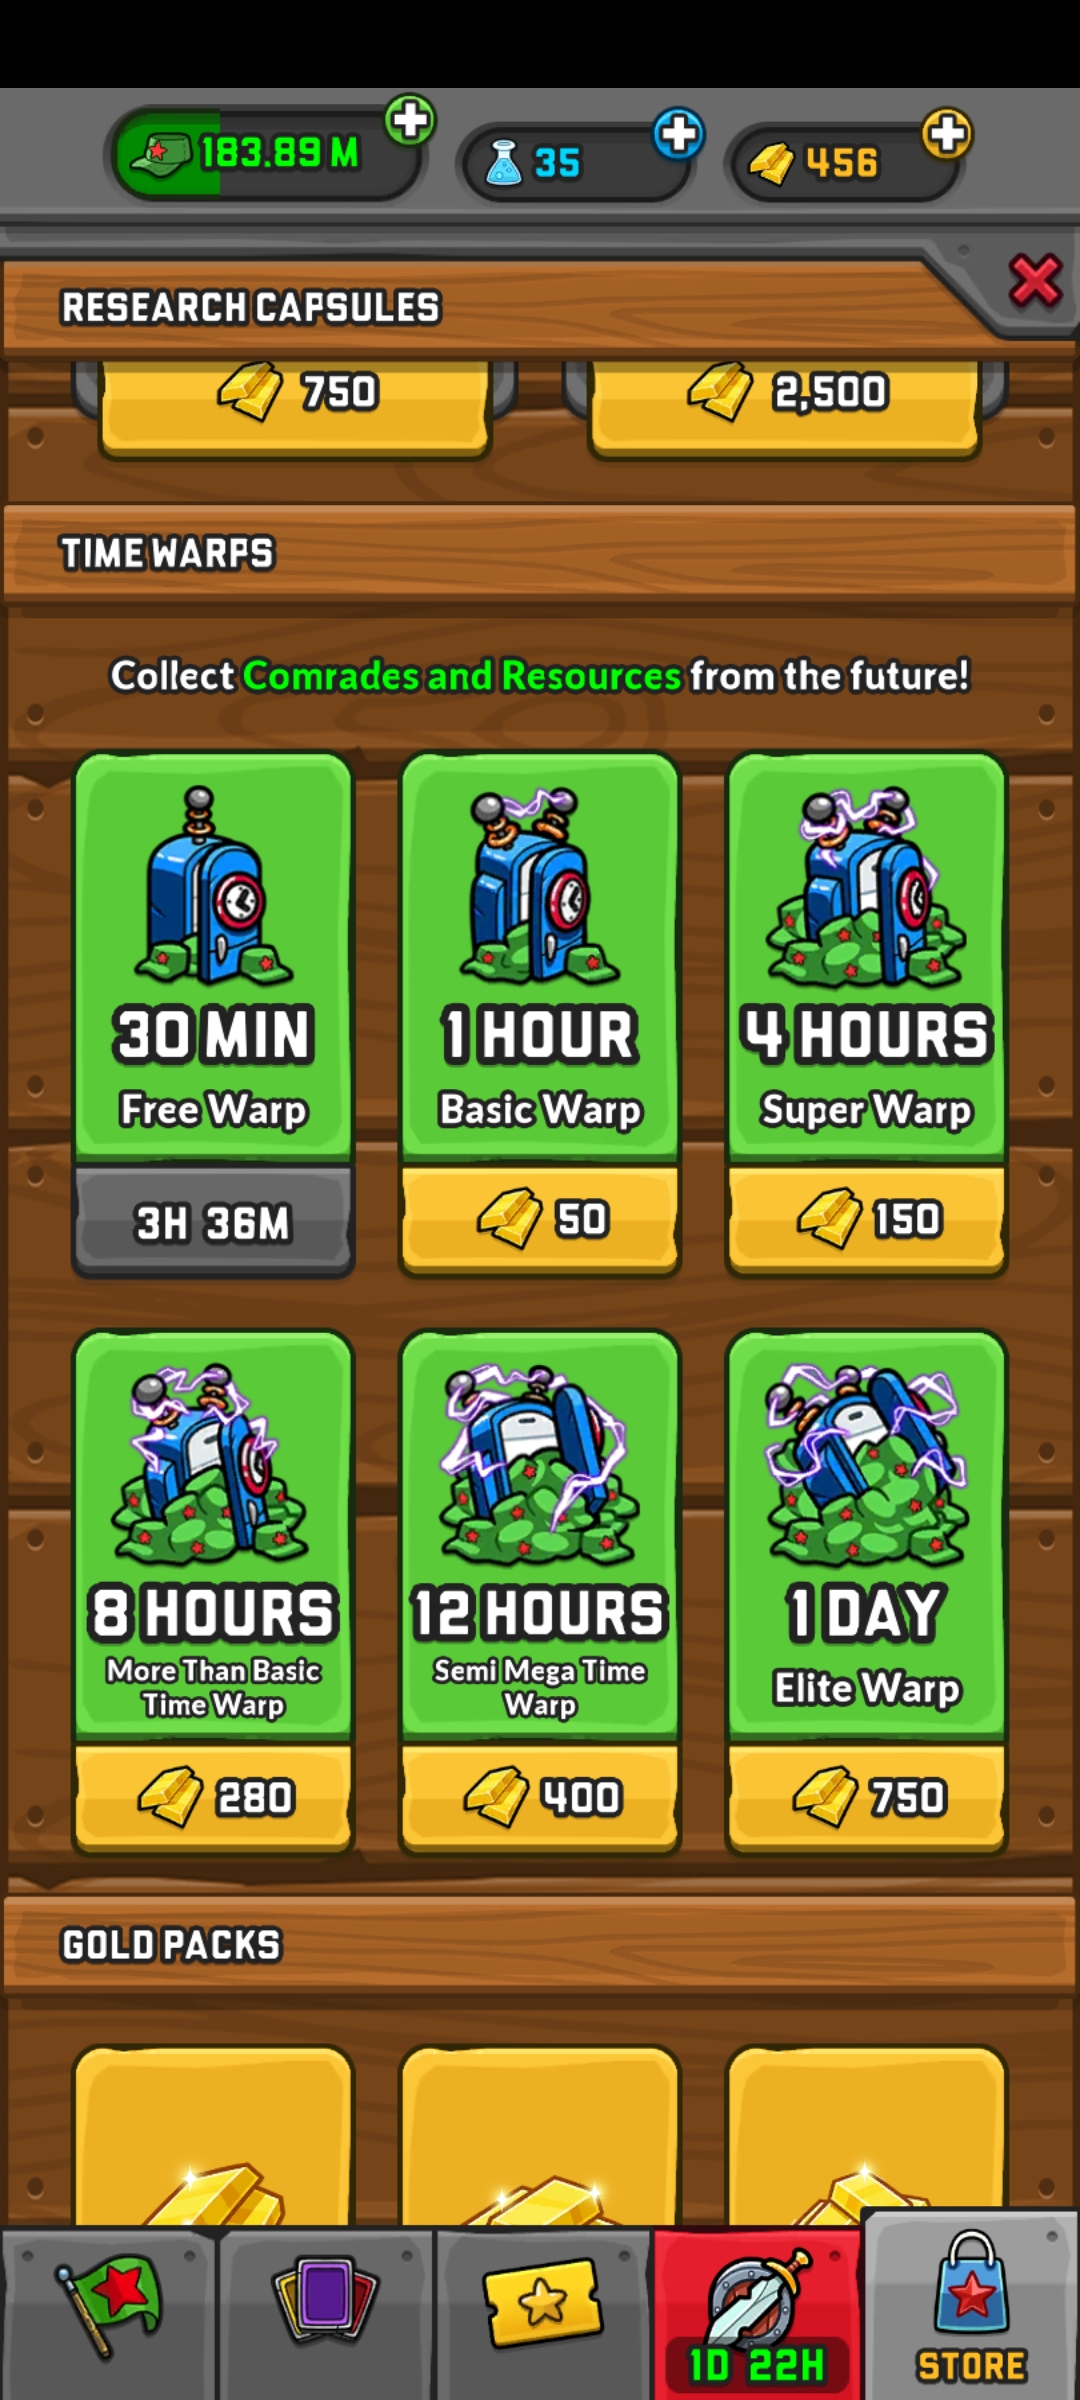 183.89 M
35
456
RESEARCH CAPSULES
750
2,500
TIME WARPS
Collect Comrades and Resources from the future!
30 MIN
Free Warp
3H 36M
1 HOUR
Basic Warp
50
4 HOURS
Super Warp
150
8 HOURS
More Than Basic
Time Warp
280
12 HOURS
Semi Mega Time
Warp
400
1 DAY
Elite Warp
750
GOLD PACKS
1D 22H
STORE